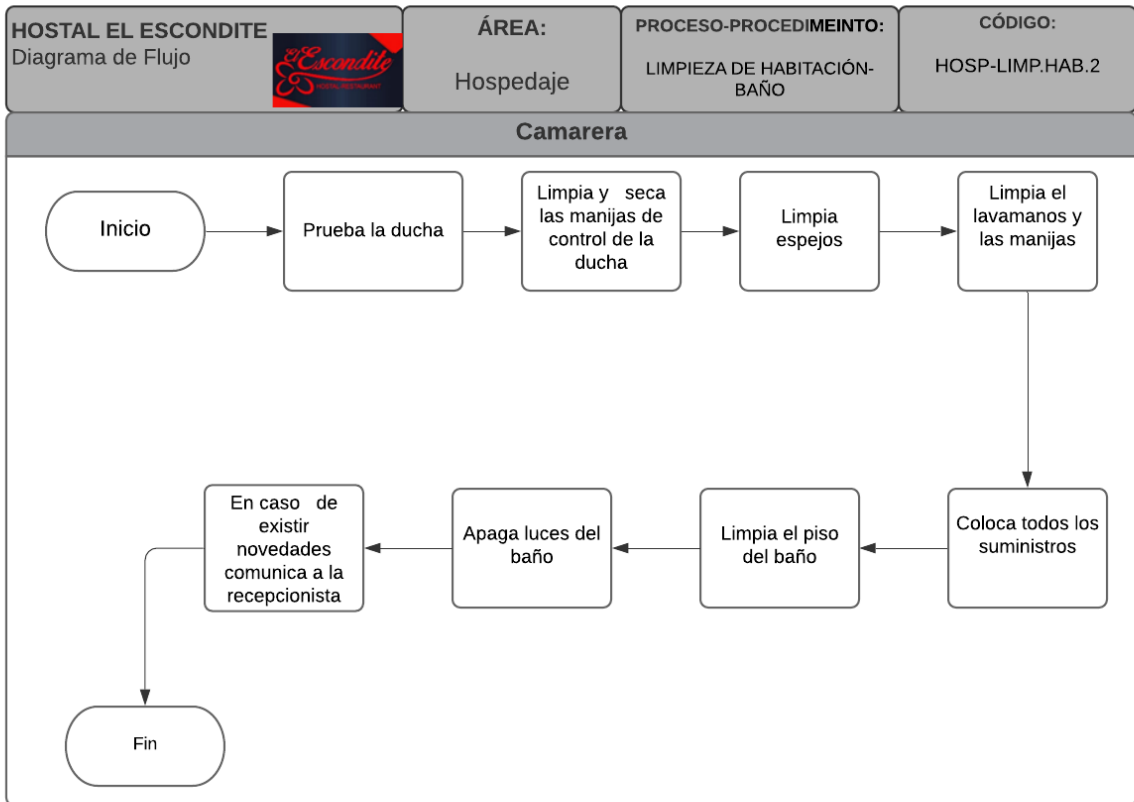 HOSTAL EL ESCONDITE
Diagrama de Flujo
El Escondite
HOSTAL-RESTAURANT
ÁREA:
Hospedaje
PROCESO-PROCEDIMEINTO:
LIMPIEZA DE HABITACIÓN-
BAÑO
CÓDIGO:
HOSP-LIMP.HAB.2
Camarera
Inicio
Prueba la ducha
Limpia y seca
las manijas de
control de la
ducha
Limpia
espejos
Limpia el
lavamanos y
las manijas
Coloca todos los
suministros
Limpia el piso
del baño
Apaga luces del
baño
En caso de
existir
novedades
comunica a la
recepcionista
Fin